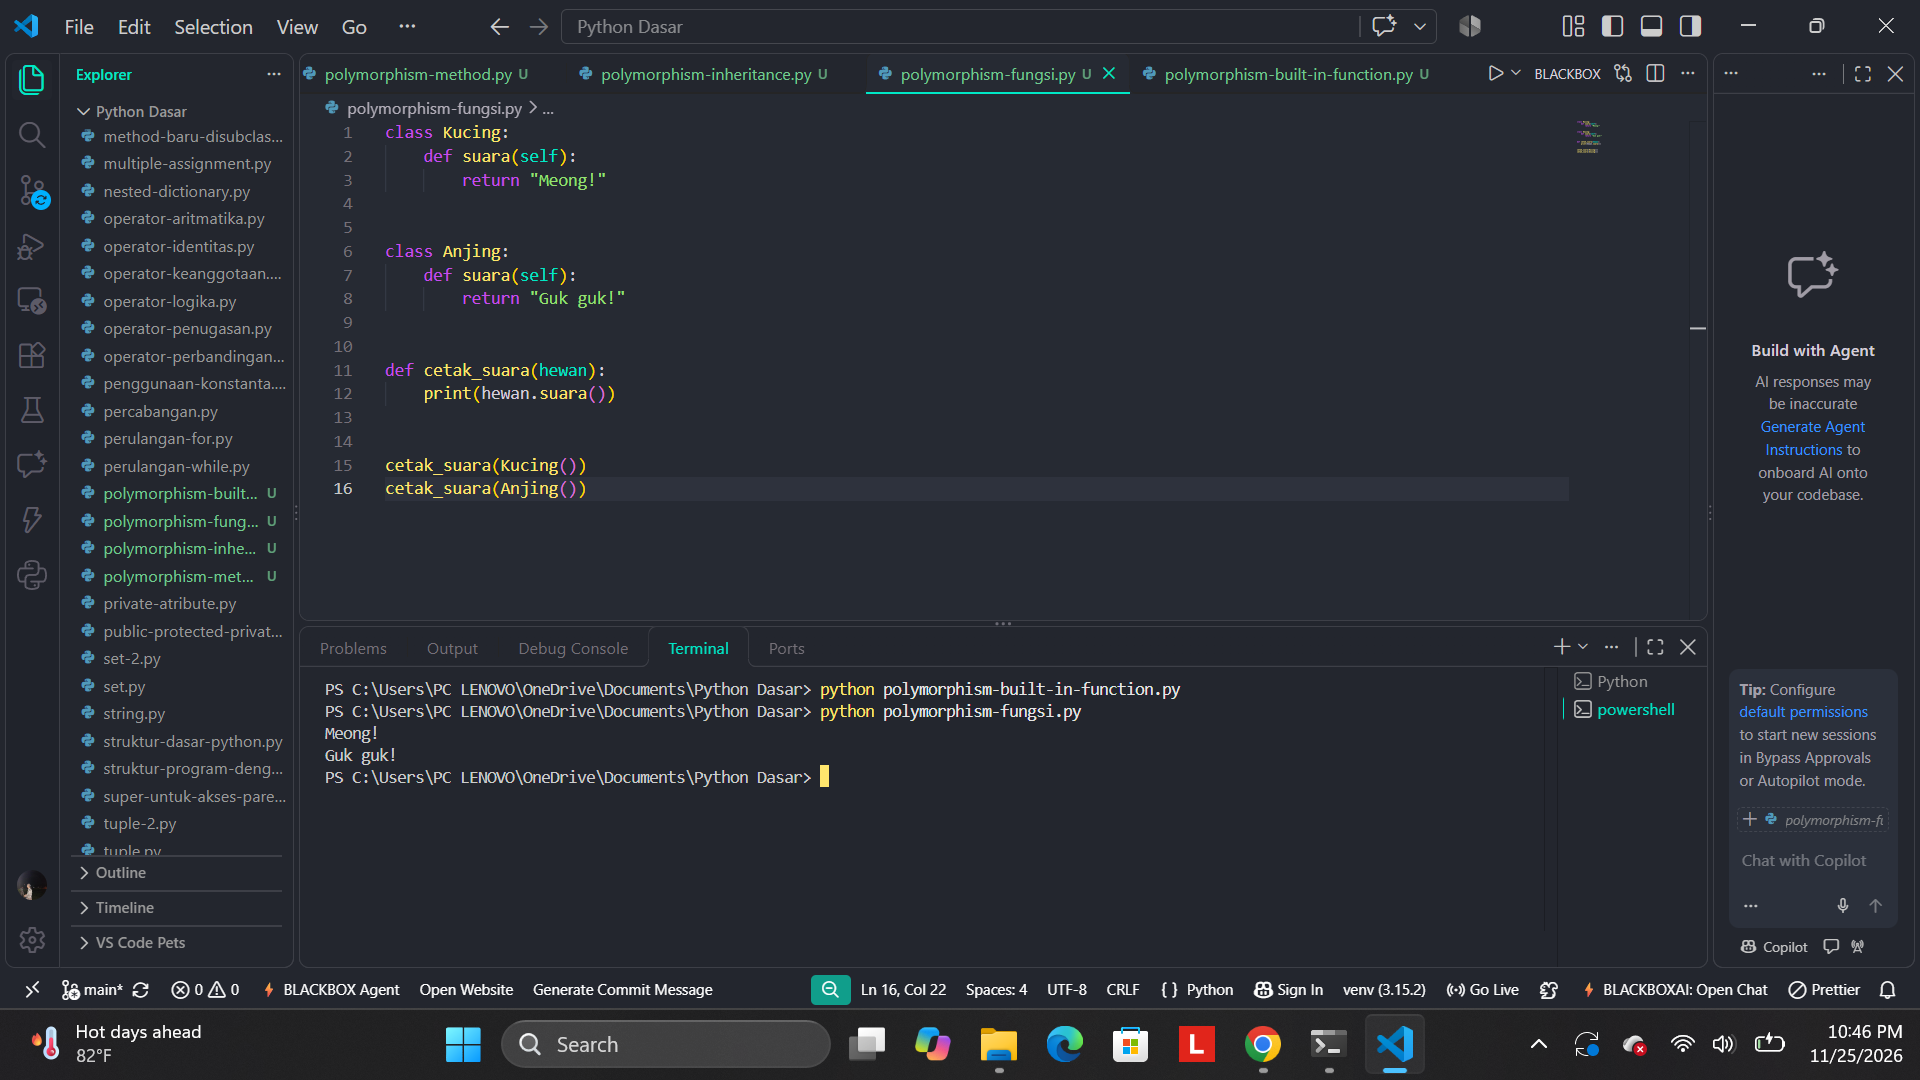 File Edit Selection View Go ···
Python Dasar
Explorer
Python Dasar
method-baru-disubclas...
multiple-assignment.py
nested-dictionary.py
operator-aritmatika.py
operator-identitas.py
operator-keanggotaan....
operator-logika.py
operator-penugasan.py
operator-perbandingan...
penggunaan-konstanta....
percabangan.py
perulangan-for.py
perulangan-while.py
polymorphism-built... U
polymorphism-fung... U
polymorphism-inhe... U
polymorphism-met... U
private-atribute.py
public-protected-privat...
set-2.py
set.py
string.py
struktur-dasar-python.py
struktur-program-deng...
super-untuk-akses-pare...
tuple-2.py
tuple.py
Outline
Timeline
VS Code Pets
polymorphism-method.py U
polymorphism-inheritance.py U
polymorphism-fungsi.py U
polymorphism-built-in-function.py U
BLACKBOX
polymorphism-fungsi.py > ...
1 class Kucing:
2 def suara(self):
3 return "Meong!"
4
5
6 class Anjing:
7 def suara(self):
8 return "Guk guk!"
9
10
11 def cetak_suara(hewan):
12 print(hewan.suara())
13
14
15 cetak_suara(Kucing())
16 cetak_suara(Anjing())
Problems Output Debug Console Terminal Ports
PS C:\Users\PC LENOVO\OneDrive\Documents\Python Dasar> python polymorphism-built-in-function.py
PS C:\Users\PC LENOVO\OneDrive\Documents\Python Dasar> python polymorphism-fungsi.py
Meong!
Guk guk!
PS C:\Users\PC LENOVO\OneDrive\Documents\Python Dasar>
Python
powershell
Build with Agent
AI responses may
be inaccurate
Generate Agent
Instructions to
onboard AI onto
your codebase.
Tip: Configure
default permissions
to start new sessions
in Bypass Approvals
or Autopilot mode.
polymorphism-fu
Chat with Copilot
Copilot
main* 0 0 BLACKBOX Agent Open Website Generate Commit Message
Ln 16, Col 22 Spaces: 4 UTF-8 CRLF {} Python Sign In venv (3.15.2) Go Live BLACKBOXAI: Open Chat Prettier
Hot days ahead
82°F
Search
L
10:46 PM
11/25/2026